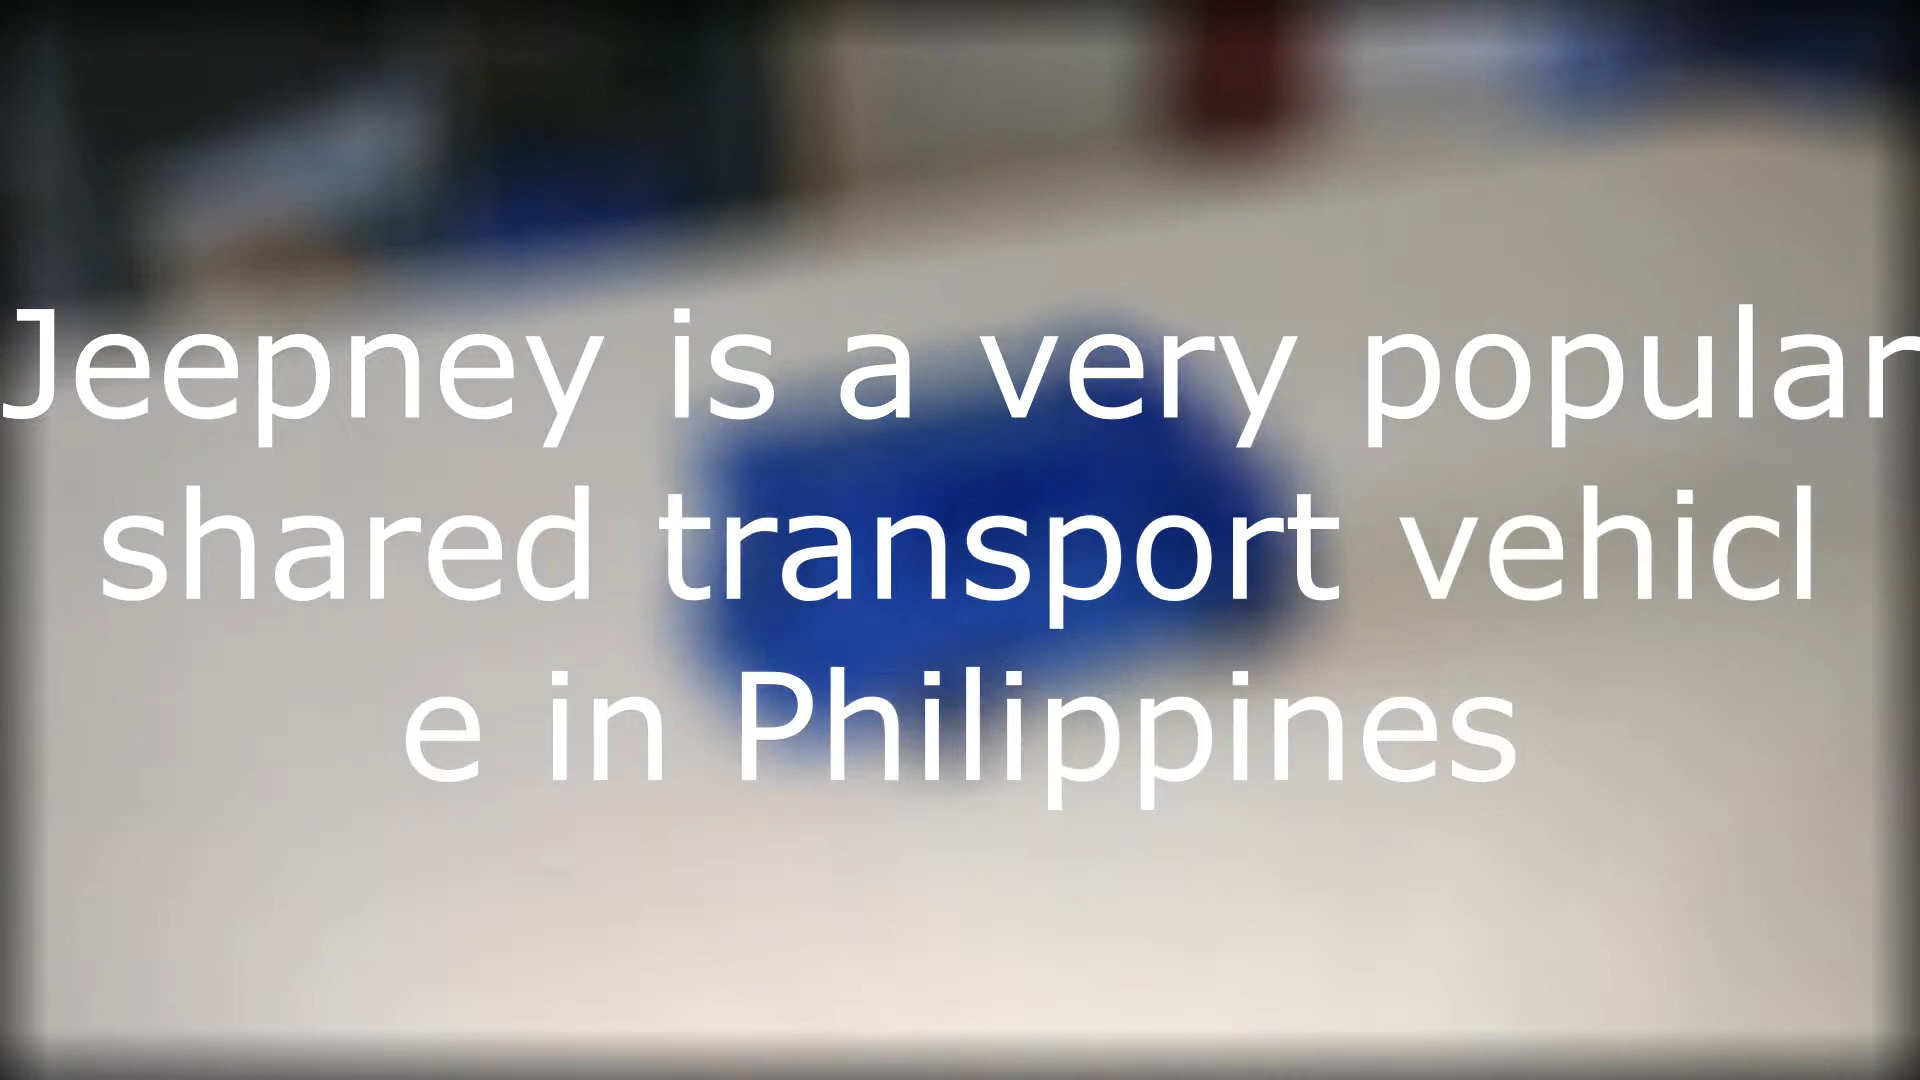 Jeepney is a very popular
shared transport vehicl
e in Philippines